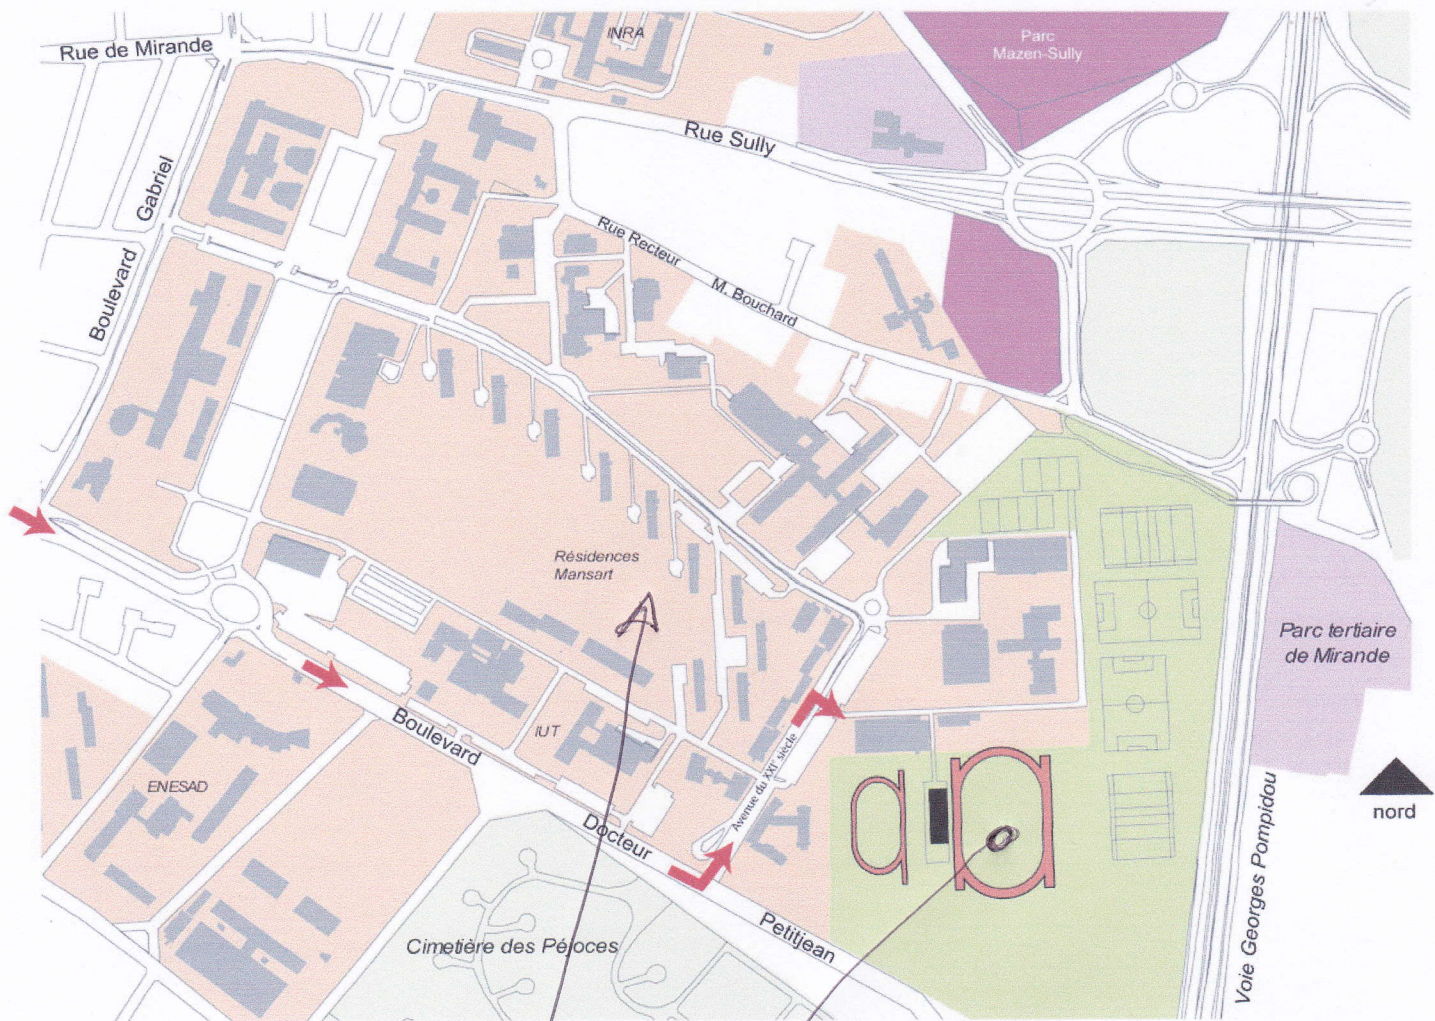 INRA
Parc
Mazen-Sully
Rue de Mirande
Rue Sully
Boulevard Gabriel
Rue Recteur M. Bouchard
Résidences
Mansart
Parc tertiaire
de Mirande
IUT
Boulevard Docteur Petitjean
Avenue du XXIe siècle
ENESAD
nord
Cimetière des Péjoces
Voie Georges Pompidou